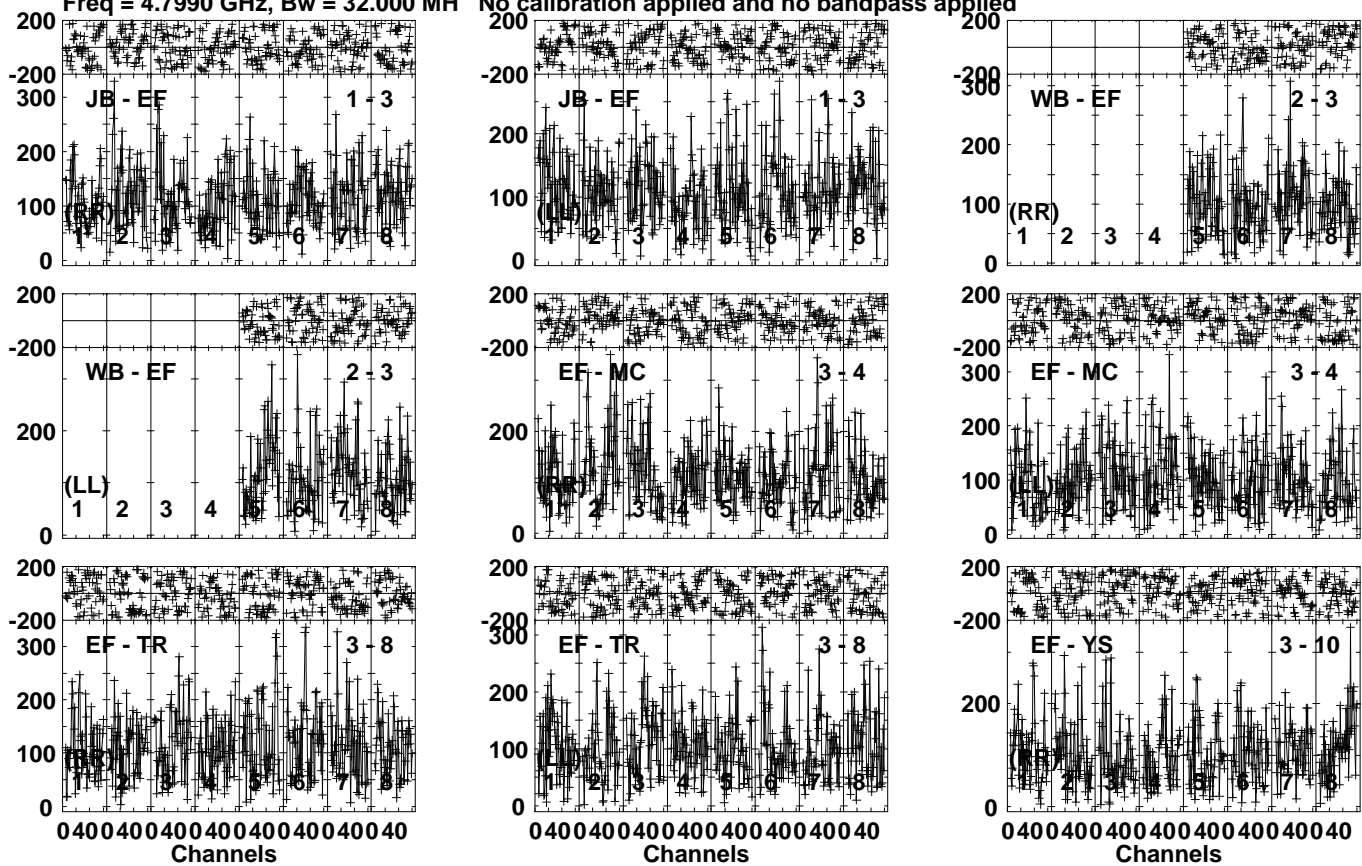 Freq = 4.7990 GHz, Bw = 32.000 MH No calibration applied and no bandpass applied
200
-200
JB - EF 1 - 3
300
200
100
0
(RR)
1 2 3 4 5 6 7 8
200
-200
JB - EF 1 - 3
200
100
0
(LL)
1 2 3 4 5 6 7 8
200
-200
300
WB - EF 2 - 3
200
100
0
(RR)
1 2 3 4 5 6 7 8
200
-200
WB - EF 2 - 3
200
0
(LL)
1 2 3 4 5 6 7 8
200
-200
EF - MC 3 - 4
200
0
(RR)
1 2 3 4 5 6 7 8
200
-200
300
EF - MC 3 - 4
200
100
0
(LL)
1 2 3 4 5 6 7 8
200
-200
300
EF - TR 3 - 8
200
100
0
(RR)
1 2 3 4 5 6 7 8
0 40 0 40 0 40 0 40 0 40 0 40 0 40 0 40
Channels
200
-200
300
EF - TR 3 - 8
200
100
0
(LL)
1 2 3 4 5 6 7 8
0 40 0 40 0 40 0 40 0 40 0 40 0 40 0 40
Channels
200
-200
EF - YS 3 - 10
200
0
(RR)
1 2 3 4 5 6 7 8
0 40 0 40 0 40 0 40 0 40 0 40 0 40 0 40
Channels